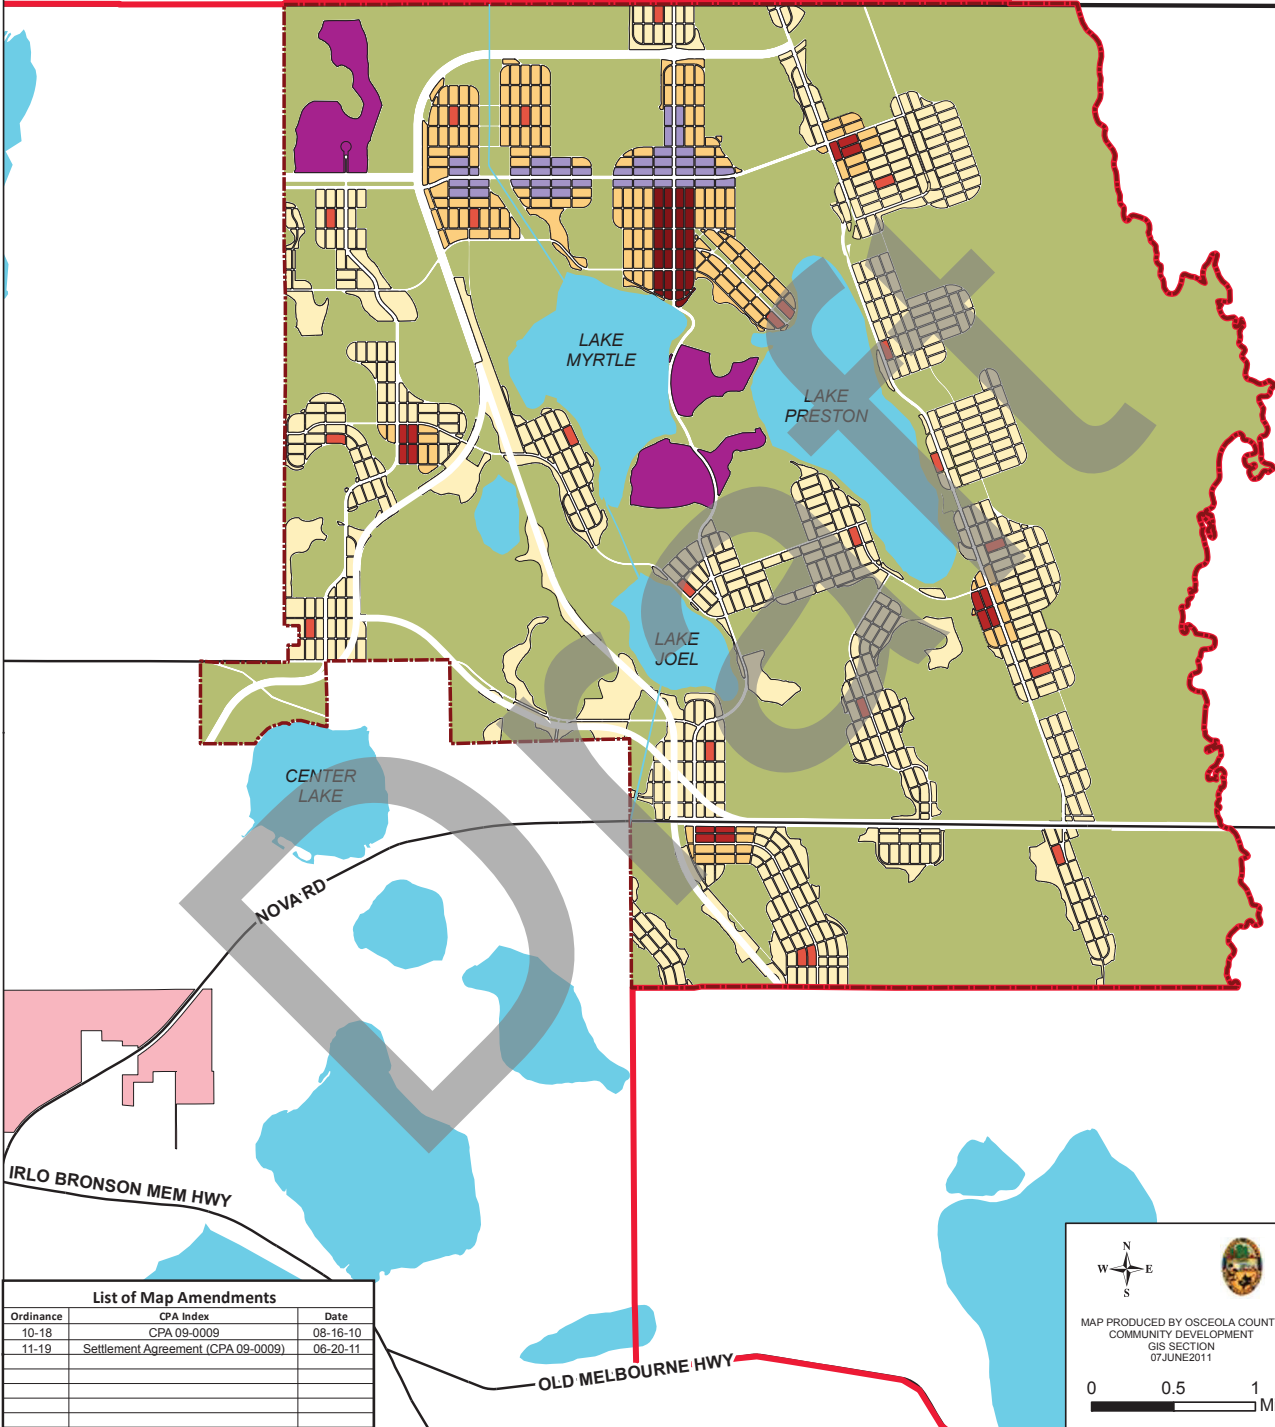 LAKE
MYRTLE
LAKE
PRESTON
LAKE
JOEL
CENTER
LAKE
Draft
NOVA RD
IRLO BRONSON MEM HWY
OLD MELBOURNE HWY
List of Map Amendments
Ordinance CPA Index Date
10-18 CPA 09-0009 08-16-10
11-19 Settlement Agreement (CPA 09-0009) 06-20-11
N
W E
S
MAP PRODUCED BY OSCEOLA COUNT
COMMUNITY DEVELOPMENT
GIS SECTION
07JUNE2011
0 0.5 1
M